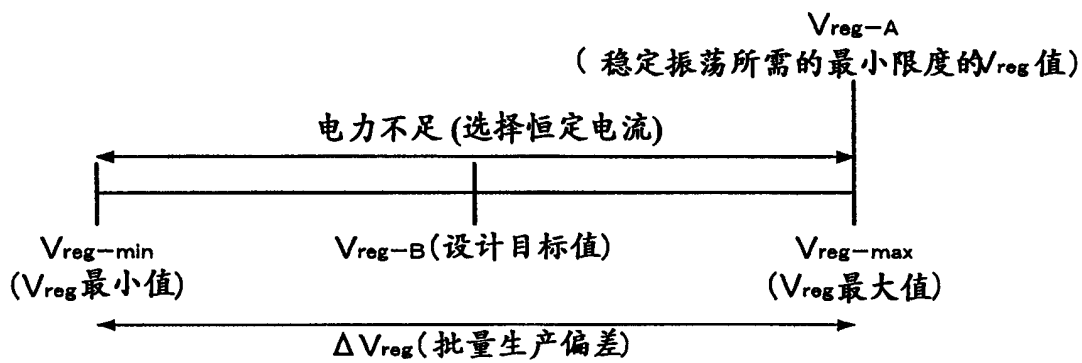 Vreg-A
(稳定振荡所需的最小限度的Vreg值)
电力不足(选择恒定电流)
Vreg-min
(Vreg最小值)
Vreg-B(设计目标值)
Vreg-max
(Vreg最大值)
ΔVreg(批量生产偏差)